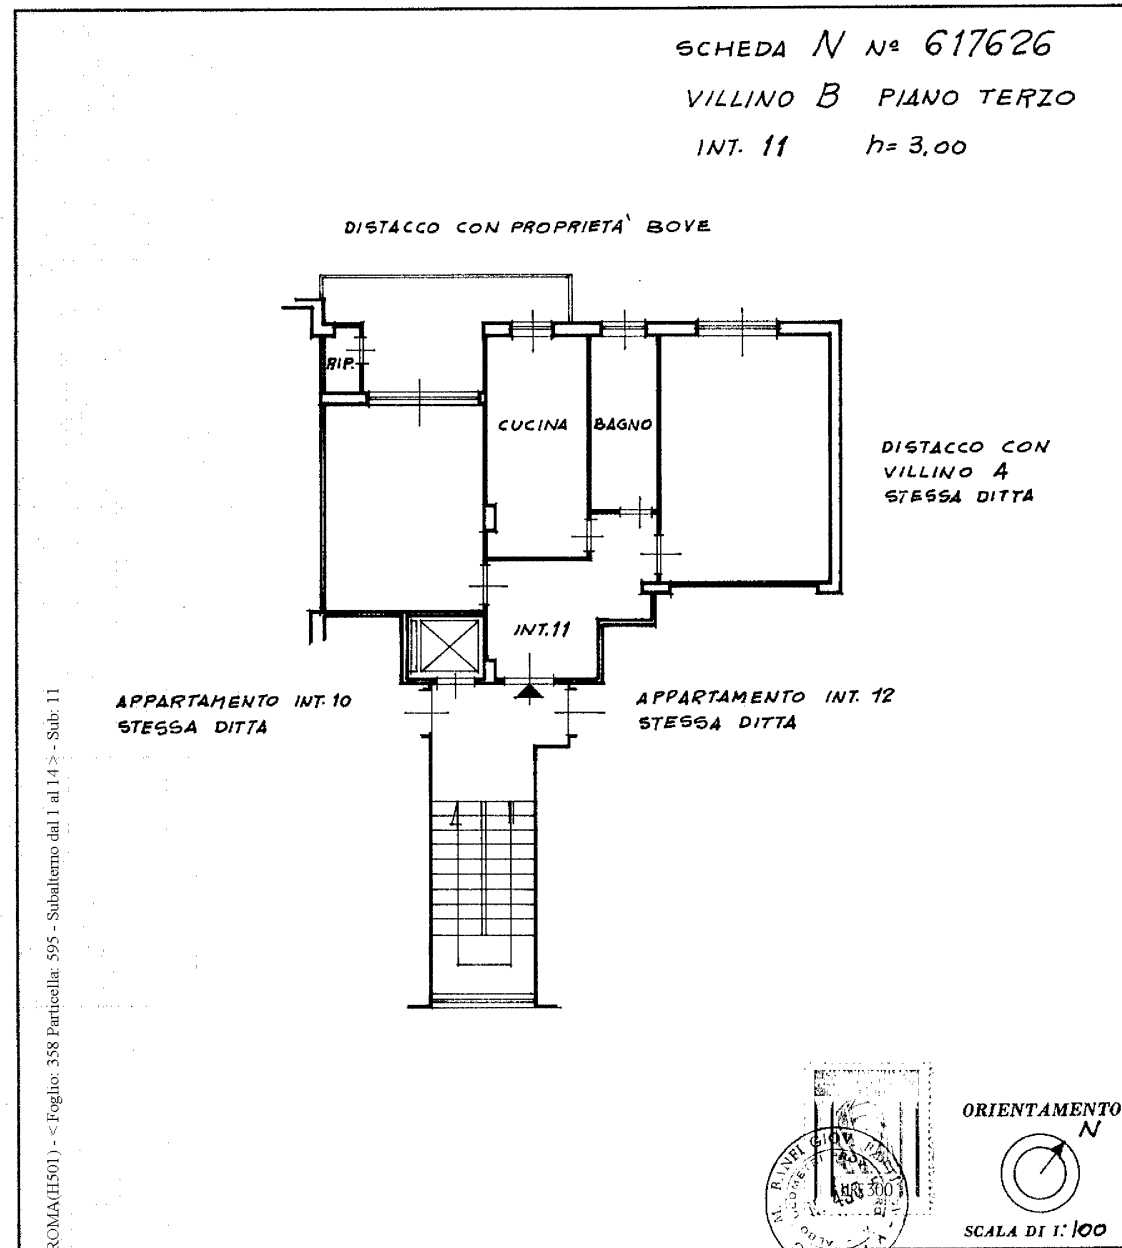 SCHEDA N Nº 617626
VILLINO B PIANO TERZO
INT. 11 h= 3,00
DISTACCO CON PROPRIETA' BOVE
RIP.
CUCINA
BAGNO
DISTACCO CON
VILLINO A
STESSA DITTA
INT. 11
APPARTAMENTO INT. 10
STESSA DITTA
APPARTAMENTO INT. 12
STESSA DITTA
ROMA(H501) - <Foglio: 358 Particella: 595 - Subalterno dal 1 al 14 > - Sub: 11
GIOV.
300
ORIENTAMENTO
N
SCALA DI 1:100